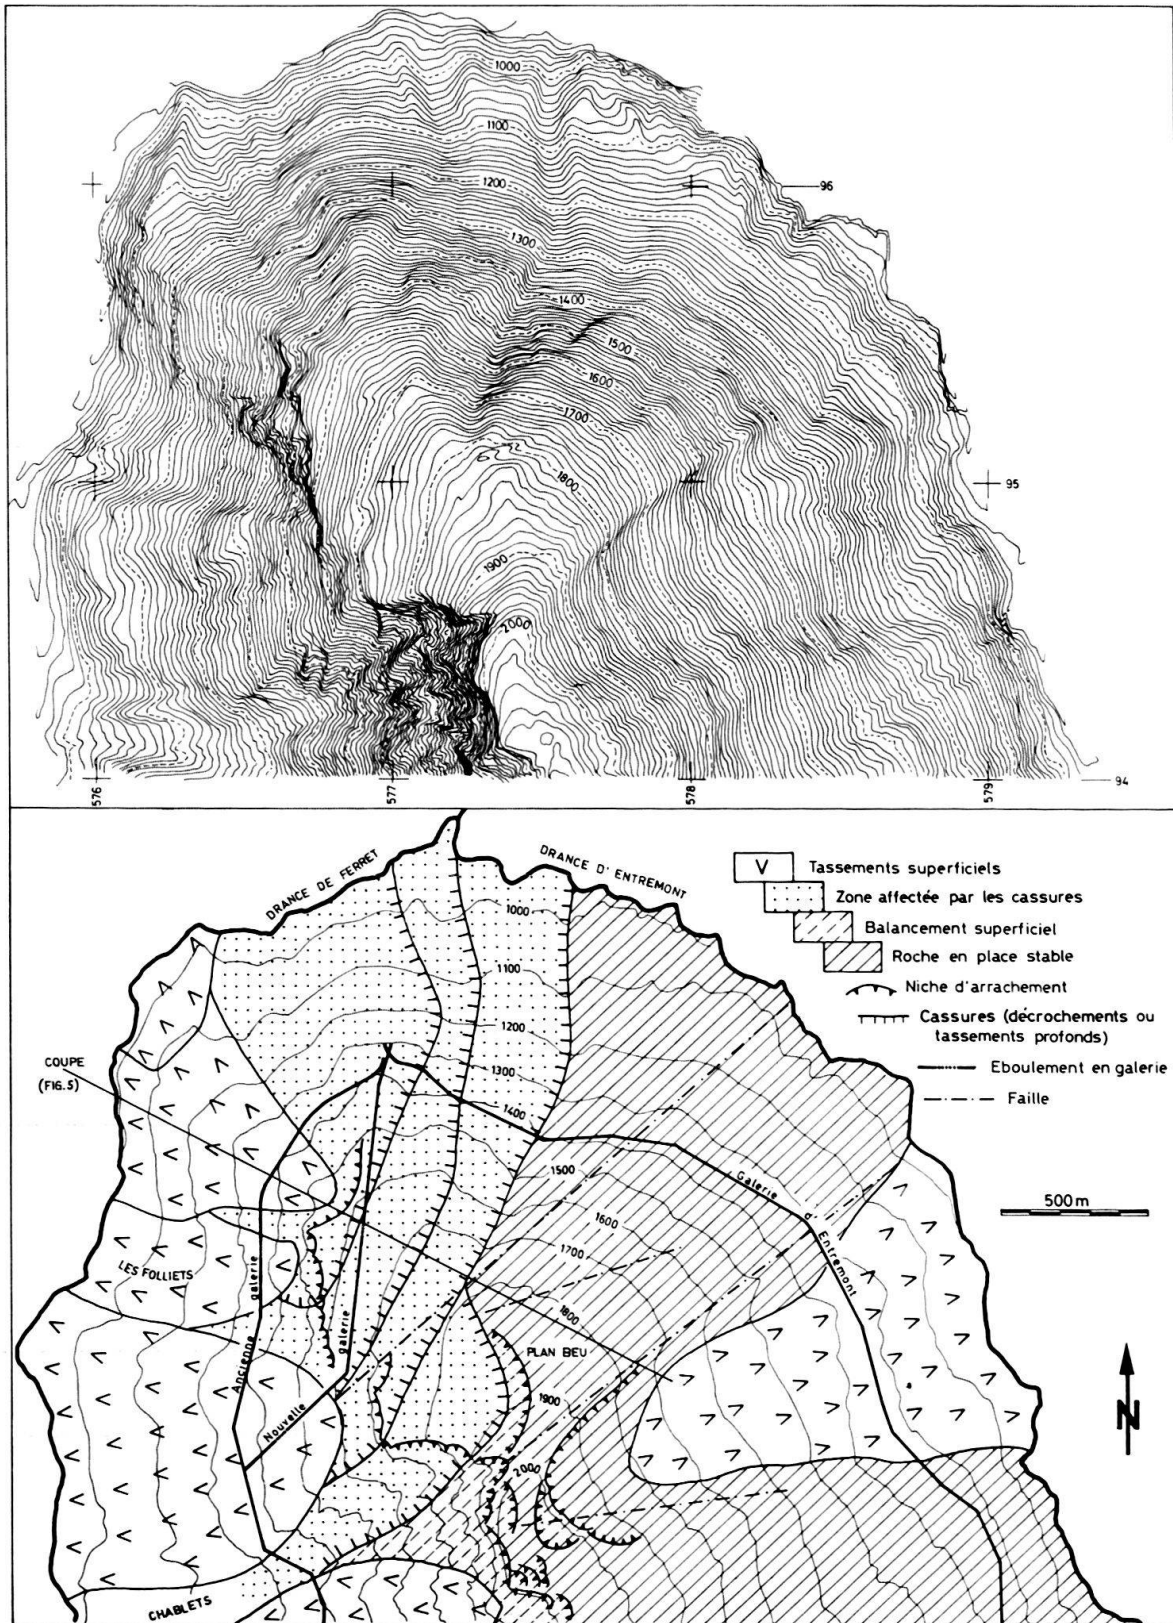 1000
1100
1200
96
1300
1400
1500
1600
1700
1800
95
1900
2000
94
576
577
578
579
DRANCE DE FERRET
DRANCE D' ENTREMONT
V Tassements superficiels
Zone affectée par les cassures
Balancement superficiel
Roche en place stable
Niche d'arrachement
Cassures (décrochements ou
tassements profonds)
Eboulement en galerie
Faille
1000
1100
1200
1300
1400
COUPE
(FIG.5)
1500
Galerie d' Entremont
500 m
1600
1700
LES FOLLIETS
Ancienne galerie
Nouvelle galerie
1800
PLAN BEU
1900
N
2000
CHABLETS